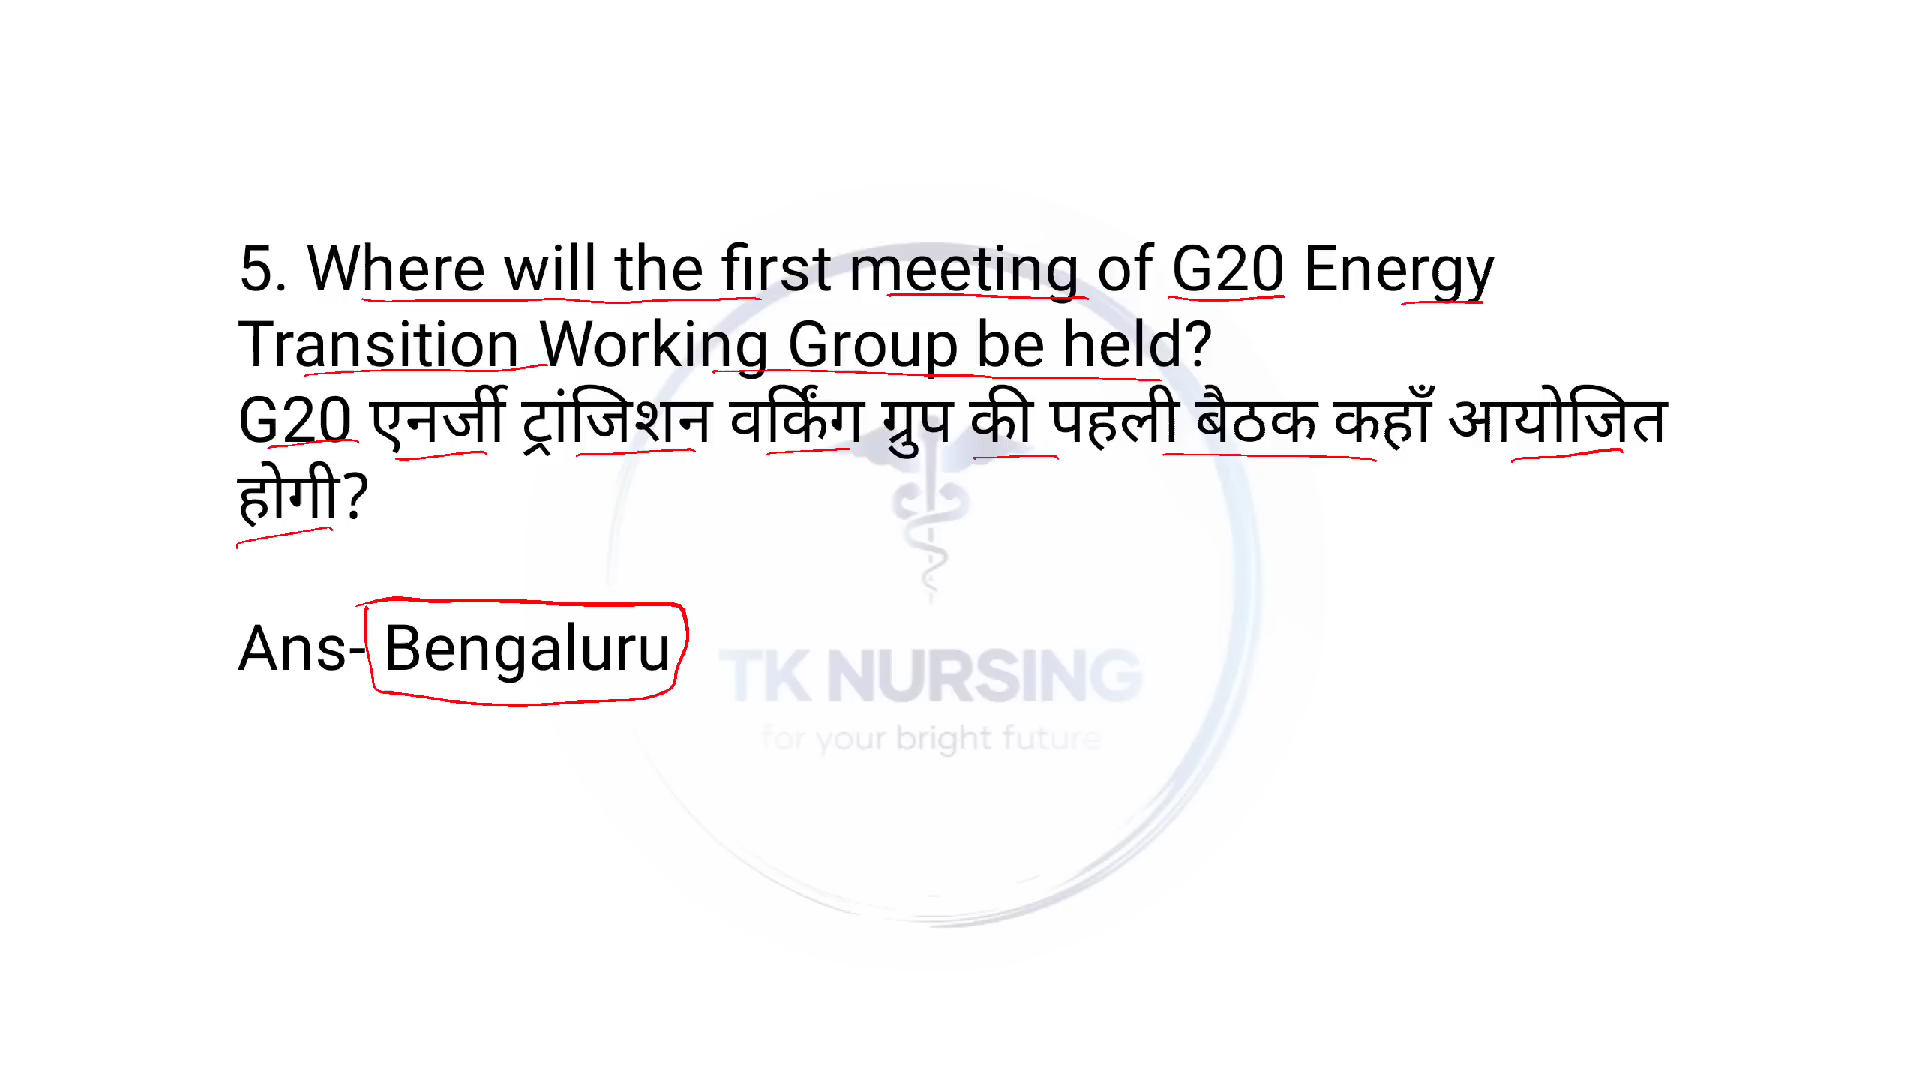 5. Where will the first meeting of G20 Energy
Transition Working Group be held?
G20 एनर्जी ट्रांजिशन वर्किंग ग्रुप की पहली बैठक कहाँ आयोजित
होगी?
Ans- Bengaluru
TK NURSING
for your bright future